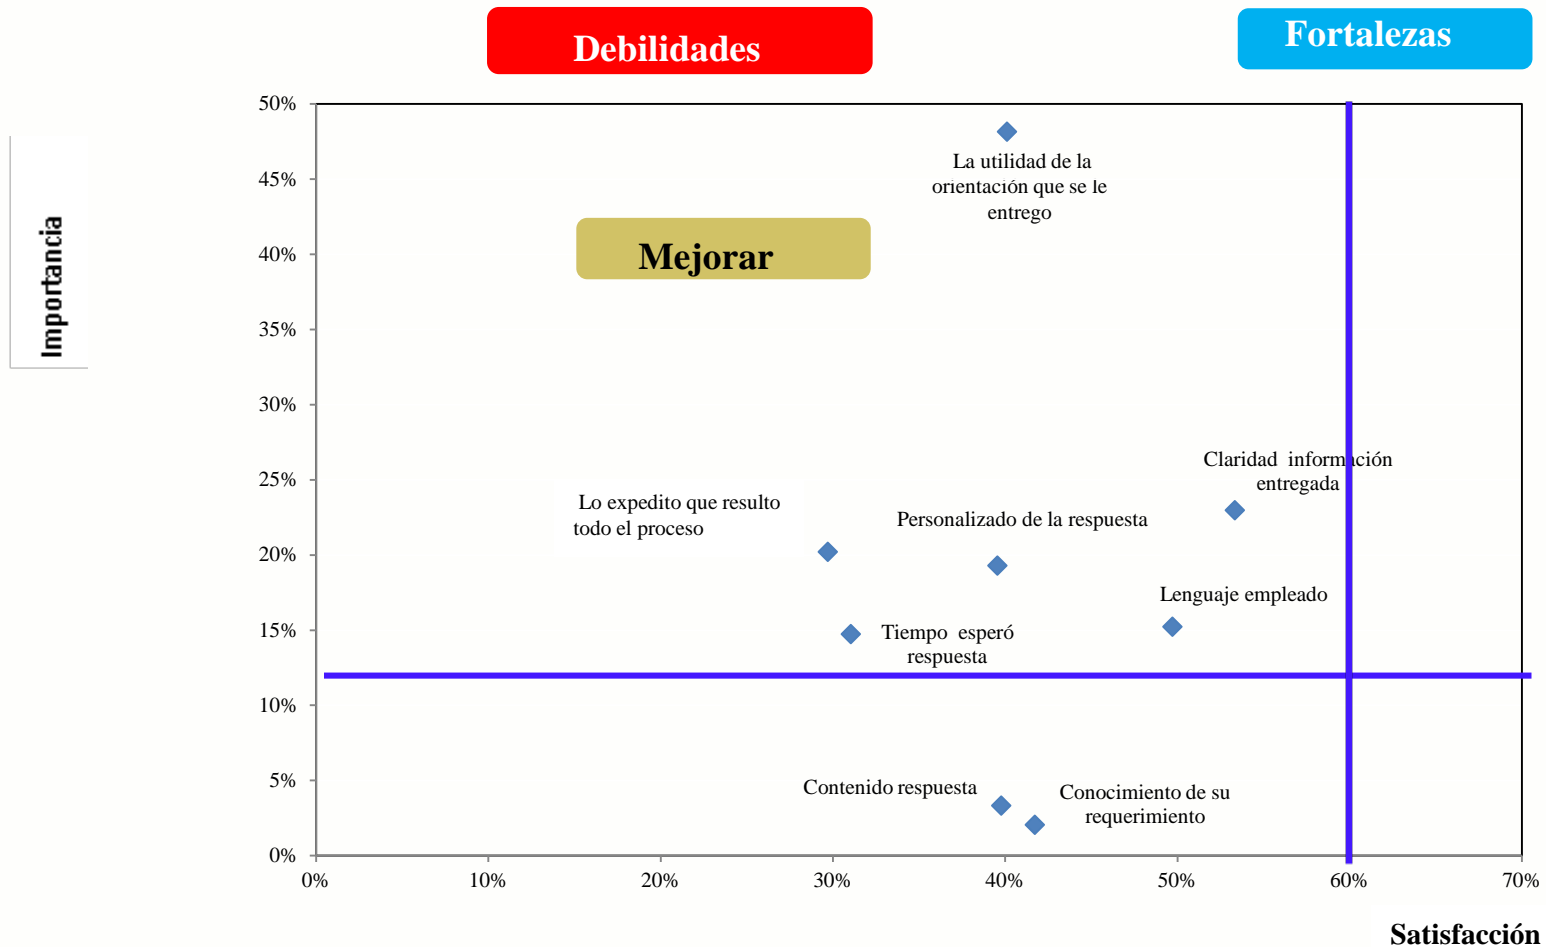 Debilidades
Fortalezas
50%
45%
40%
35%
30%
25%
20%
15%
10%
5%
0%
Importancia
La utilidad de la
orientación que se le
entrego
Mejorar
Claridad información
entregada
Lo expedito que resulto
todo el proceso
Personalizado de la respuesta
Lenguaje empleado
Tiempo esperó
respuesta
Contenido respuesta
Conocimiento de su
requerimiento
0%
10%
20%
30%
40%
50%
60%
70%
Satisfacción